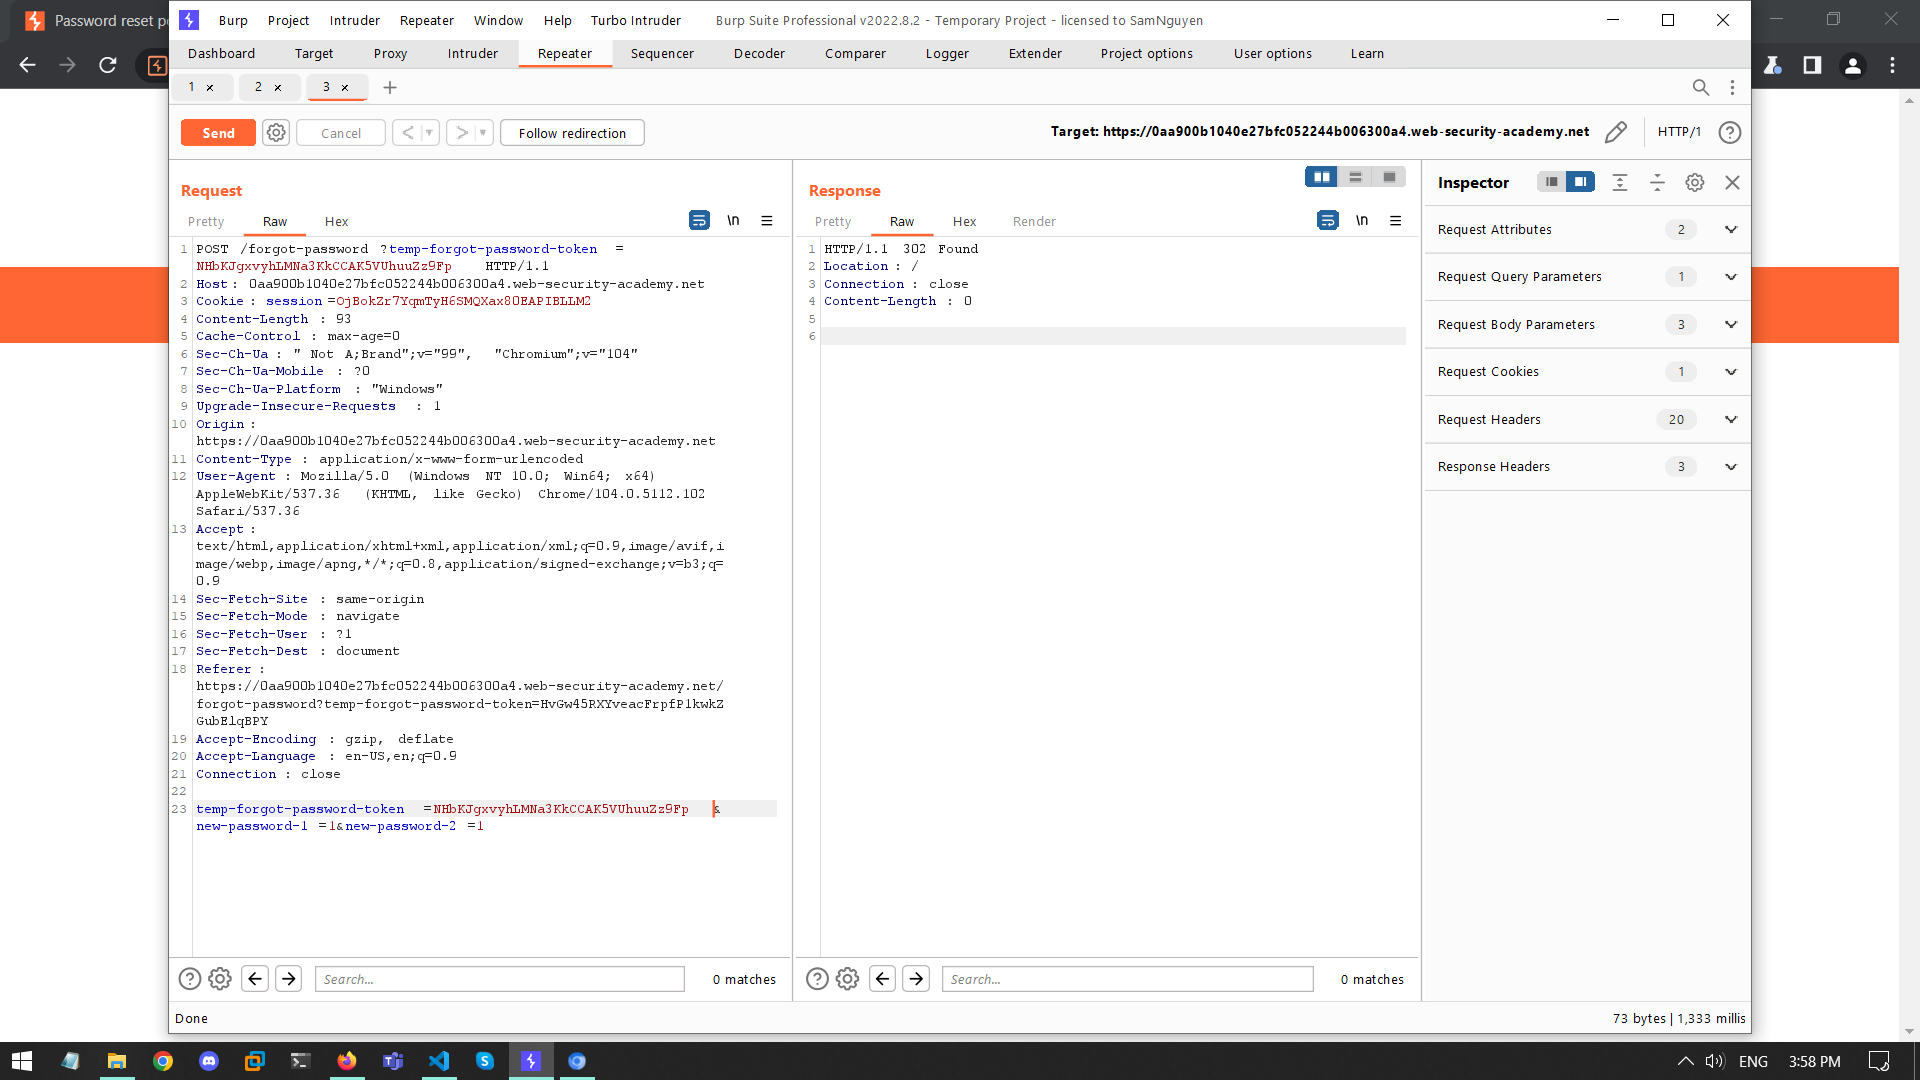 Password reset p
Burp Project Intruder Repeater Window Help Turbo Intruder Burp Suite Professional v2022.8.2 - Temporary Project - licensed to SamNguyen
Dashboard Target Proxy Intruder Repeater Sequencer Decoder Comparer Logger Extender Project options User options Learn
1 × 2 × 3 × +
Send Cancel < > Follow redirection Target: https://0aa900b1040e27bfc052244b006300a4.web-security-academy.net HTTP/1
Request
Pretty Raw Hex \n
1 POST /forgot-password ?temp-forgot-password-token =
NHbKJgxvyhLMNa3KkCCAK5VUhuuZz9Fp HTTP/1.1
2 Host: 0aa900b1040e27bfc052244b006300a4.web-security-academy.net
3 Cookie: session=OjBokZr7YqmTyH6SMQXax80EAPIBLLM2
4 Content-Length : 93
5 Cache-Control : max-age=0
6 Sec-Ch-Ua : " Not A;Brand";v="99", "Chromium";v="104"
7 Sec-Ch-Ua-Mobile : ?0
8 Sec-Ch-Ua-Platform : "Windows"
9 Upgrade-Insecure-Requests : 1
10 Origin :
https://0aa900b1040e27bfc052244b006300a4.web-security-academy.net
11 Content-Type : application/x-www-form-urlencoded
12 User-Agent : Mozilla/5.0 (Windows NT 10.0; Win64; x64)
AppleWebKit/537.36 (KHTML, like Gecko) Chrome/104.0.5112.102
Safari/537.36
13 Accept :
text/html,application/xhtml+xml,application/xml;q=0.9,image/avif,i
mage/webp,image/apng,*/*;q=0.8,application/signed-exchange;v=b3;q=
0.9
14 Sec-Fetch-Site : same-origin
15 Sec-Fetch-Mode : navigate
16 Sec-Fetch-User : ?1
17 Sec-Fetch-Dest : document
18 Referer :
https://0aa900b1040e27bfc052244b006300a4.web-security-academy.net/
forgot-password?temp-forgot-password-token=HvGw45RXYveacFrpfPlkwkZ
GubElqBPY
19 Accept-Encoding : gzip, deflate
20 Accept-Language : en-US,en;q=0.9
21 Connection : close
22
23 temp-forgot-password-token =NHbKJgxvyhLMNa3KkCCAK5VUhuuZz9Fp &
new-password-1 =1&new-password-2 =1
Search... 0 matches
Response
Pretty Raw Hex Render \n
1 HTTP/1.1 302 Found
2 Location : /
3 Connection : close
4 Content-Length : 0
5
6
Search... 0 matches
Inspector
Request Attributes 2
Request Query Parameters 1
Request Body Parameters 3
Request Cookies 1
Request Headers 20
Response Headers 3
Done 73 bytes | 1,333 millis
ENG 3:58 PM